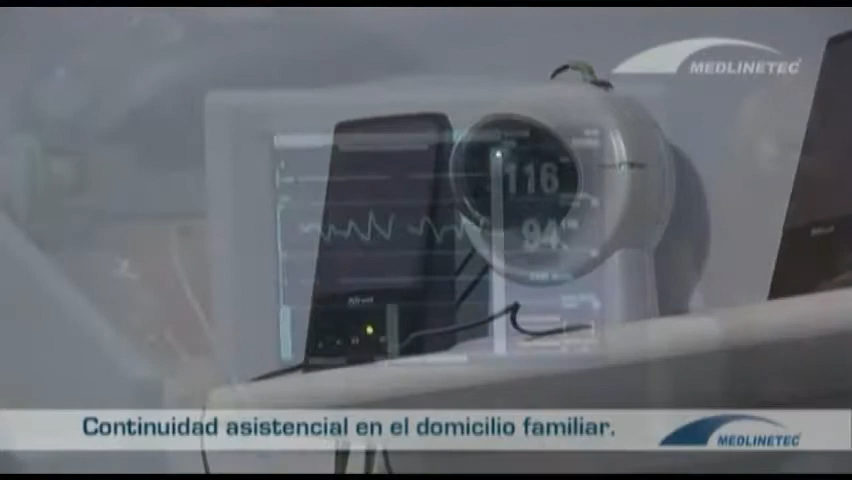 MEDLINETEC
116
94
Continuidad asistencial en el domicilio familiar.
MEDLINETEC